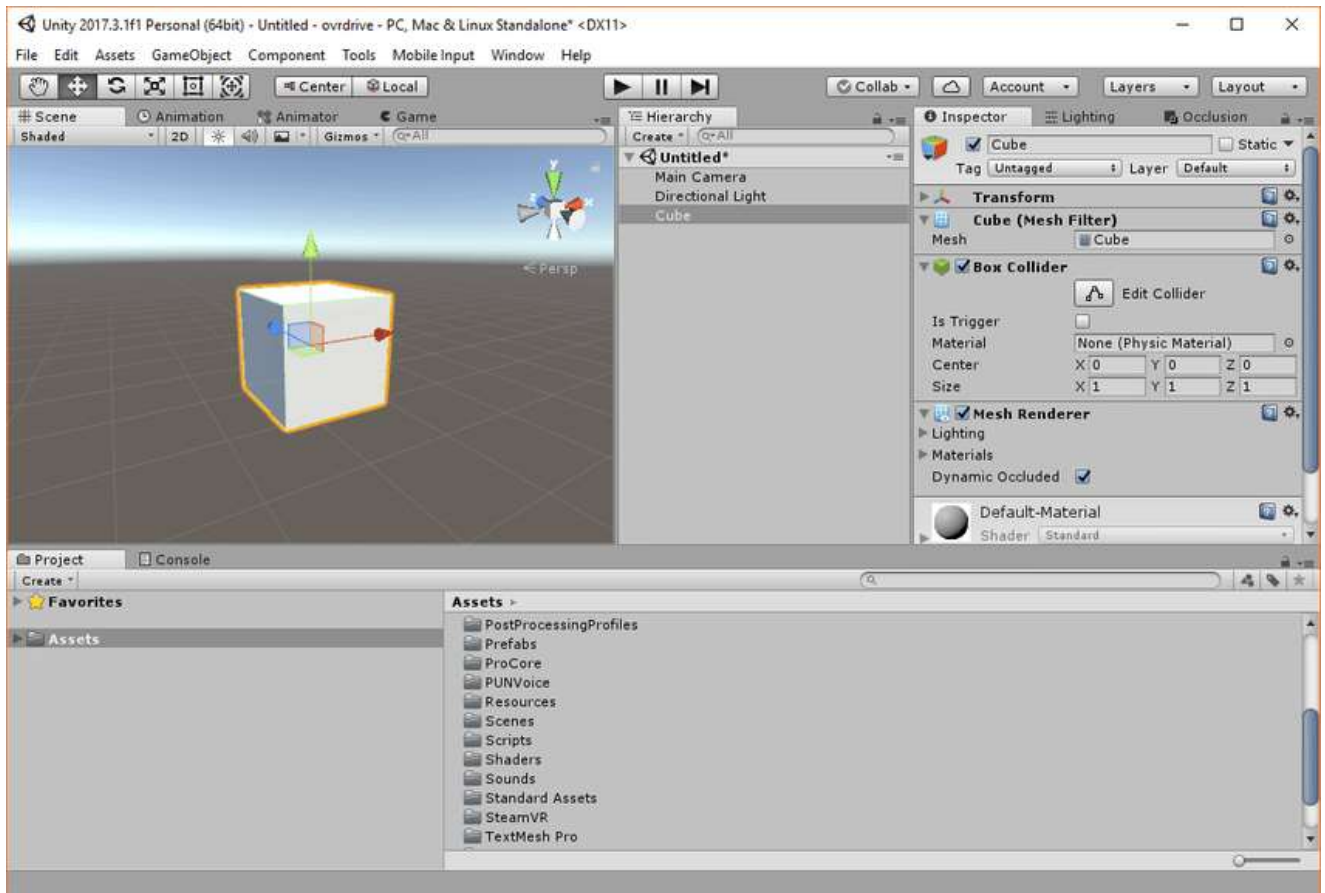 Unity 2017.3.1f1 Personal (64bit) - Untitled - ovrdrive - PC, Mac & Linux Standalone* <DX11>
File Edit Assets GameObject Component Tools Mobile Input Window Help
Center Local Collab Account Layers Layout
Scene Animation Animator Game
Shaded 2D Gizmos All
y
x
Persp
Hierarchy
Create All
Untitled*
Main Camera
Directional Light
Cube
Inspector Lighting Occlusion
Cube Static
Tag Untagged Layer Default
Transform
Cube (Mesh Filter)
Mesh Cube
Box Collider
Edit Collider
Is Trigger
Material None (Physic Material)
Center X 0 Y 0 Z 0
Size X 1 Y 1 Z 1
Mesh Renderer
Lighting
Materials
Dynamic Occluded
Default-Material
Shader Standard
Project Console
Create
Favorites
Assets
Assets
PostProcessingProfiles
Prefabs
ProCore
PUNVoice
Resources
Scenes
Scripts
Shaders
Sounds
Standard Assets
SteamVR
TextMesh Pro